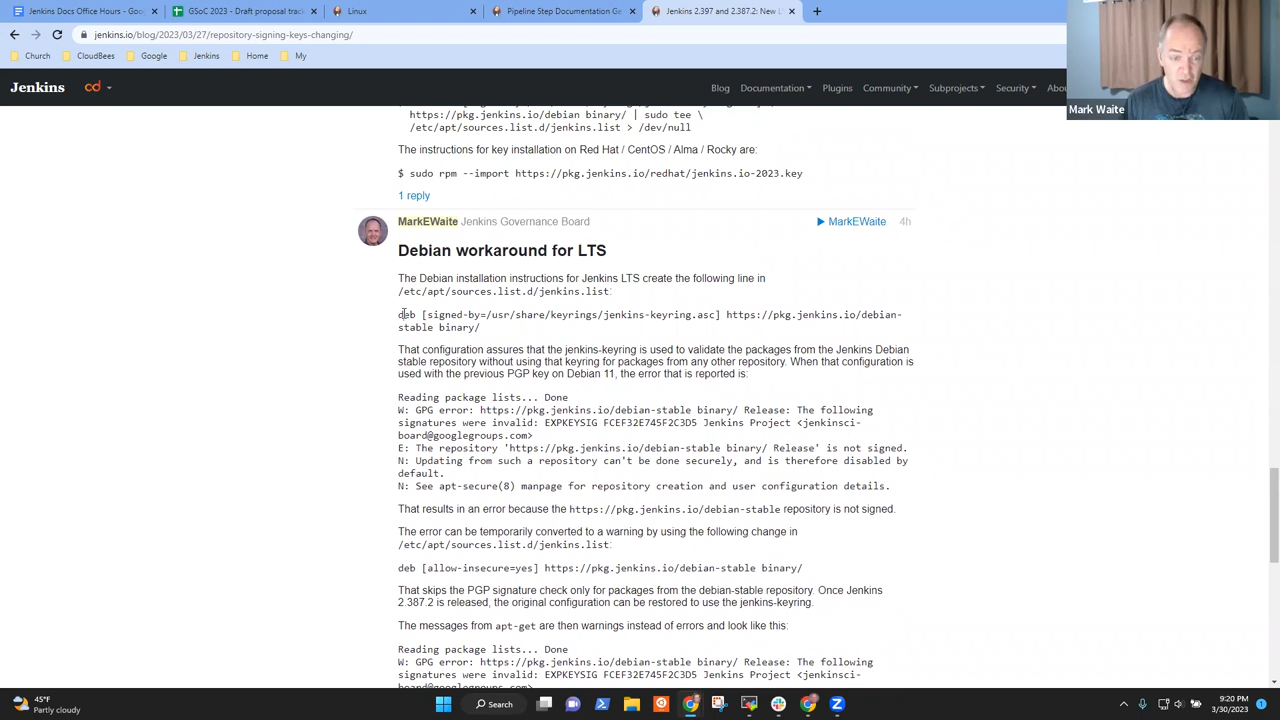 Jenkins Docs Office Hours - Goo
GSoC 2023 - Draft proposal track
Linux
Pipeline Step Documentation Ge
Jenkins 2.397 and 2.387.2: New L
jenkins.io/blog/2023/03/27/repository-signing-keys-changing/
Church
CloudBees
Google
Jenkins
Home
My
Jenkins
cd
Blog
Documentation
Plugins
Community
Subprojects
Security
Abou
Mark Waite
https://pkg.jenkins.io/debian binary/ | sudo tee \
/etc/apt/sources.list.d/jenkins.list > /dev/null
The instructions for key installation on Red Hat / CentOS / Alma / Rocky are:
$ sudo rpm --import https://pkg.jenkins.io/redhat/jenkins.io-2023.key
1 reply
MarkEWaite Jenkins Governance Board
MarkEWaite
4h
Debian workaround for LTS
The Debian installation instructions for Jenkins LTS create the following line in
/etc/apt/sources.list.d/jenkins.list:
deb [signed-by=/usr/share/keyrings/jenkins-keyring.asc] https://pkg.jenkins.io/debian-
stable binary/
That configuration assures that the jenkins-keyring is used to validate the packages from the Jenkins Debian
stable repository without using that keyring for packages from any other repository. When that configuration is
used with the previous PGP key on Debian 11, the error that is reported is:
Reading package lists... Done
W: GPG error: https://pkg.jenkins.io/debian-stable binary/ Release: The following
signatures were invalid: EXPKEYSIG FCEF32E745F2C3D5 Jenkins Project <jenkinsci-
board@googlegroups.com>
E: The repository 'https://pkg.jenkins.io/debian-stable binary/ Release' is not signed.
N: Updating from such a repository can't be done securely, and is therefore disabled by
default.
N: See apt-secure(8) manpage for repository creation and user configuration details.
That results in an error because the https://pkg.jenkins.io/debian-stable repository is not signed.
The error can be temporarily converted to a warning by using the following change in
/etc/apt/sources.list.d/jenkins.list:
deb [allow-insecure=yes] https://pkg.jenkins.io/debian-stable binary/
That skips the PGP signature check only for packages from the debian-stable repository. Once Jenkins
2.387.2 is released, the original configuration can be restored to use the jenkins-keyring.
The messages from apt-get are then warnings instead of errors and look like this:
Reading package lists... Done
W: GPG error: https://pkg.jenkins.io/debian-stable binary/ Release: The following
signatures were invalid: EXPKEYSIG FCEF32E745F2C3D5 Jenkins Project <jenkinsci-
board@googlegroups.com>
45°F
Partly cloudy
Search
9:20 PM
3/30/2023